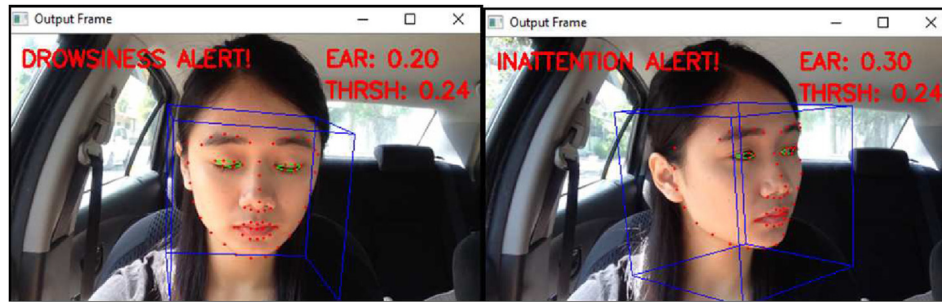 Output Frame
DROWSINESS ALERT!
EAR: 0.20
THRSH: 0.24
Output Frame
INATTENTION ALERT!
EAR: 0.30
THRSH: 0.24